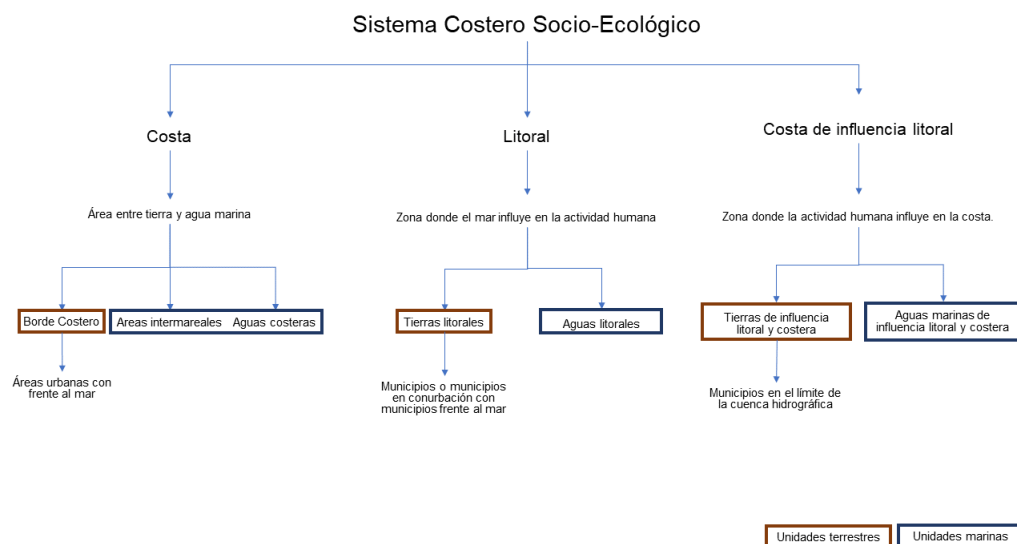 Sistema Costero Socio-Ecológico
Costa
Litoral
Costa de influencia litoral
Área entre tierra y agua marina
Zona donde el mar influye en la actividad humana
Zona donde la actividad humana influye en la costa.
Borde Costero
Areas intermareales Aguas costeras
Tierras litorales
Aguas litorales
Tierras de influencia
litoral y costera
Aguas marinas de
influencia litoral y costera
Áreas urbanas con
frente al mar
Municipios o municipios
en conurbación con
municipios frente al mar
Municipios en el límite de
la cuenca hidrográfica
Unidades terrestres
Unidades marinas